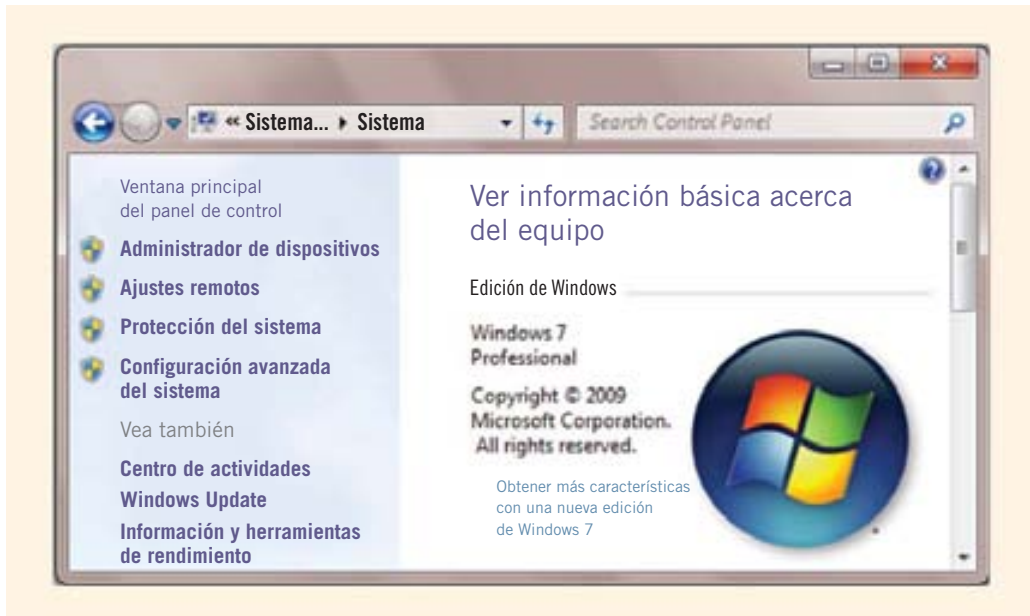 « Sistema... ▸ Sistema
Search Control Panel
Ventana principal
del panel de control
Administrador de dispositivos
Ajustes remotos
Protección del sistema
Configuración avanzada
del sistema
Vea también
Centro de actividades
Windows Update
Información y herramientas
de rendimiento
Ver información básica acerca
del equipo
Edición de Windows
Windows 7
Professional
Copyright © 2009
Microsoft Corporation.
All rights reserved.
Obtener más características
con una nueva edición
de Windows 7